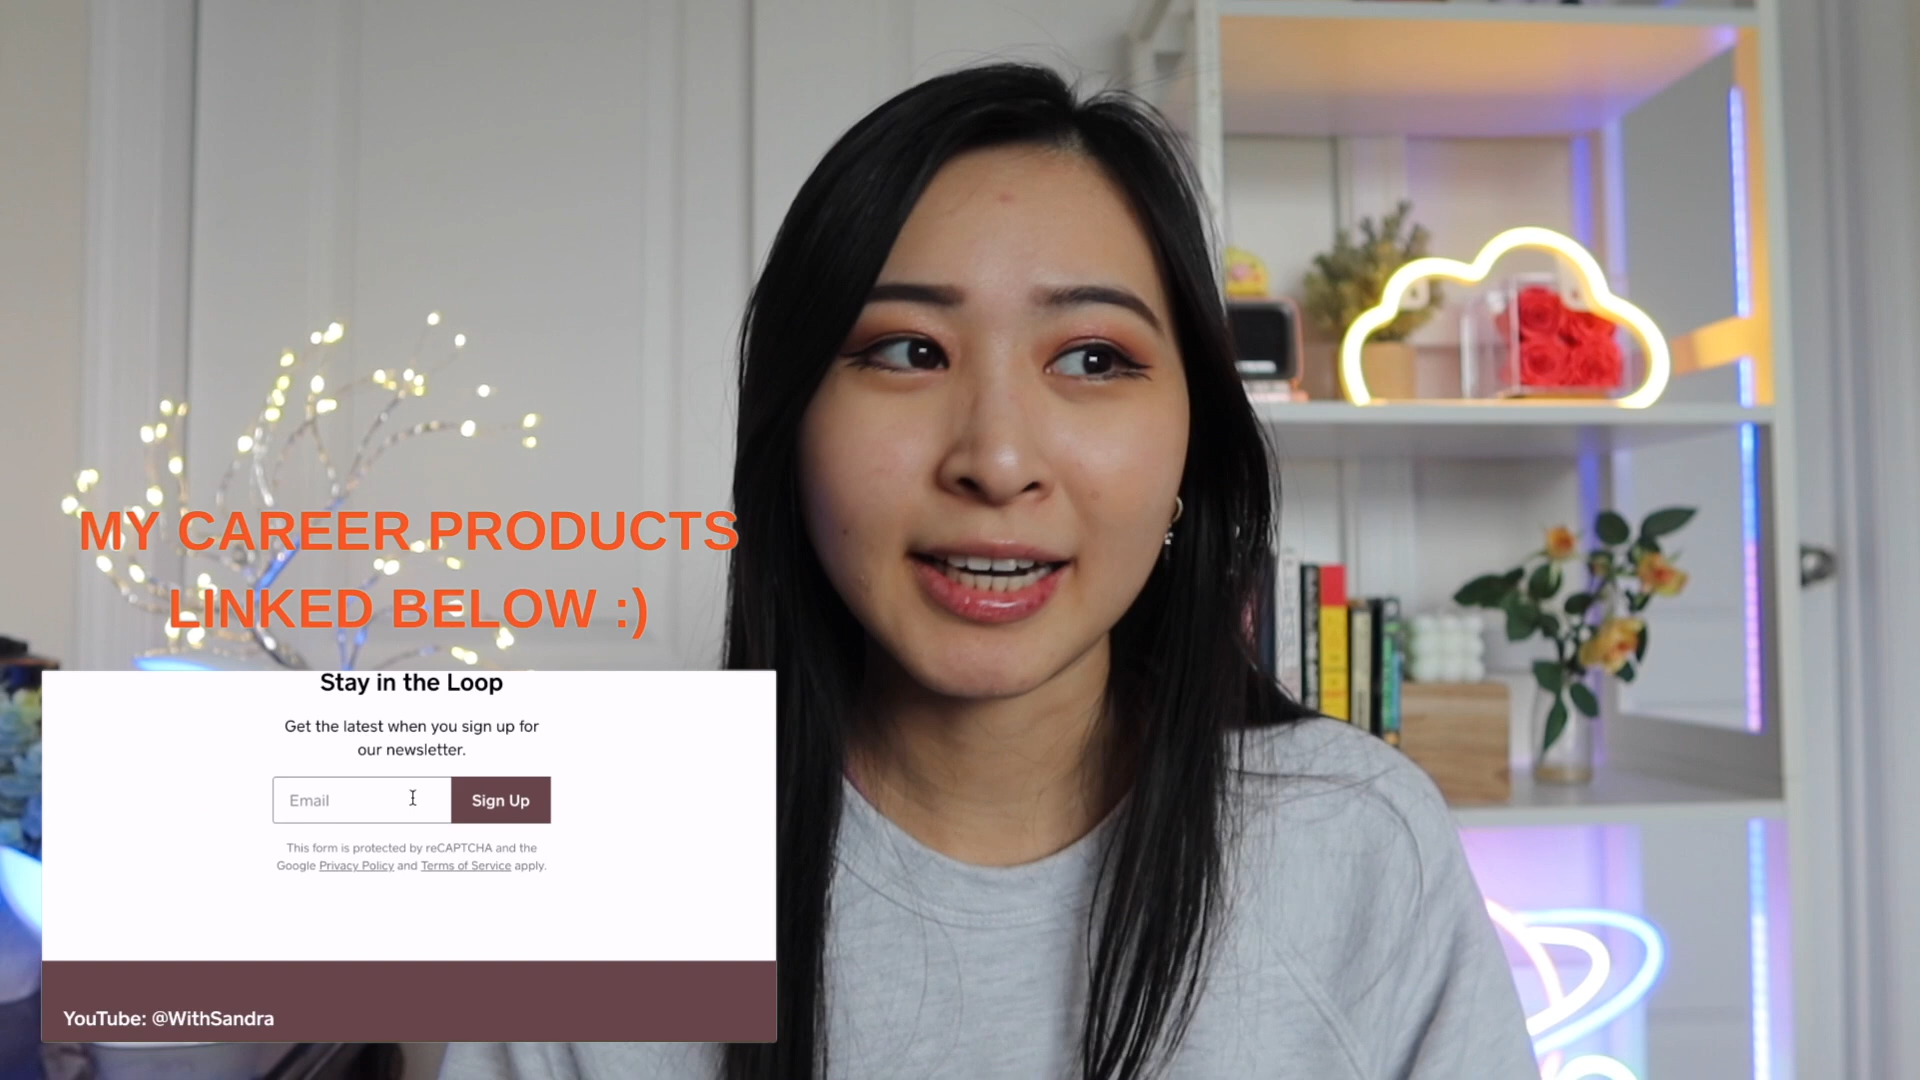 MY CAREER PRODUCTS
LINKED BELOW :)
Stay in the Loop
Get the latest when you sign up for
our newsletter.
Email
Sign Up
This form is protected by reCAPTCHA and the
Google Privacy Policy and Terms of Service apply.
YouTube: @WithSandra